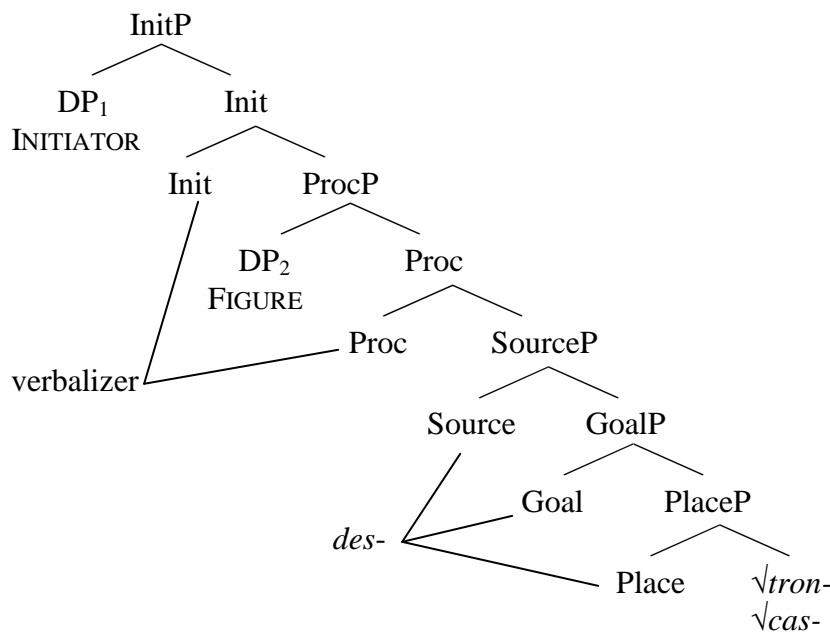 InitP
DP₁ Init
INITIATOR
Init ProcP
DP₂ Proc
FIGURE
Proc SourceP
verbalizer
Source GoalP
Goal PlaceP
des-
Place √tron-
√cas-